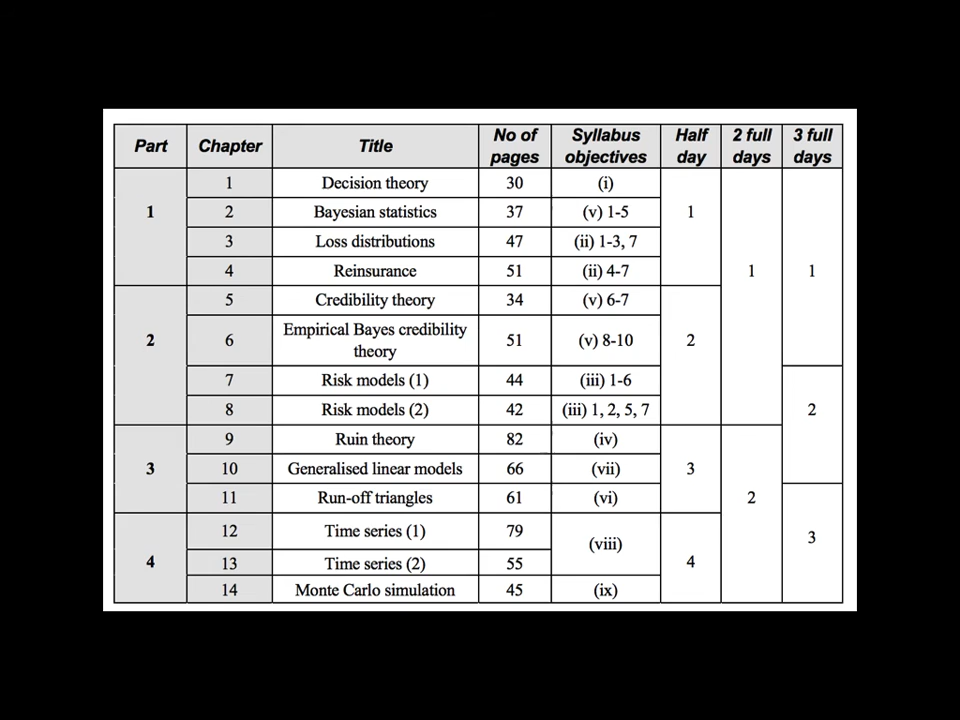 Part Chapter Title No of pages Syllabus objectives Half day 2 full days 3 full days
1 1 Decision theory 30 (i) 1 1 1
2 Bayesian statistics 37 (v) 1-5
3 Loss distributions 47 (ii) 1-3, 7
4 Reinsurance 51 (ii) 4-7
2 5 Credibility theory 34 (v) 6-7 2
6 Empirical Bayes credibility theory 51 (v) 8-10
7 Risk models (1) 44 (iii) 1-6 2
8 Risk models (2) 42 (iii) 1, 2, 5, 7
3 9 Ruin theory 82 (iv) 3 2
10 Generalised linear models 66 (vii)
11 Run-off triangles 61 (vi) 3
4 12 Time series (1) 79 (viii) 4
13 Time series (2) 55
14 Monte Carlo simulation 45 (ix)